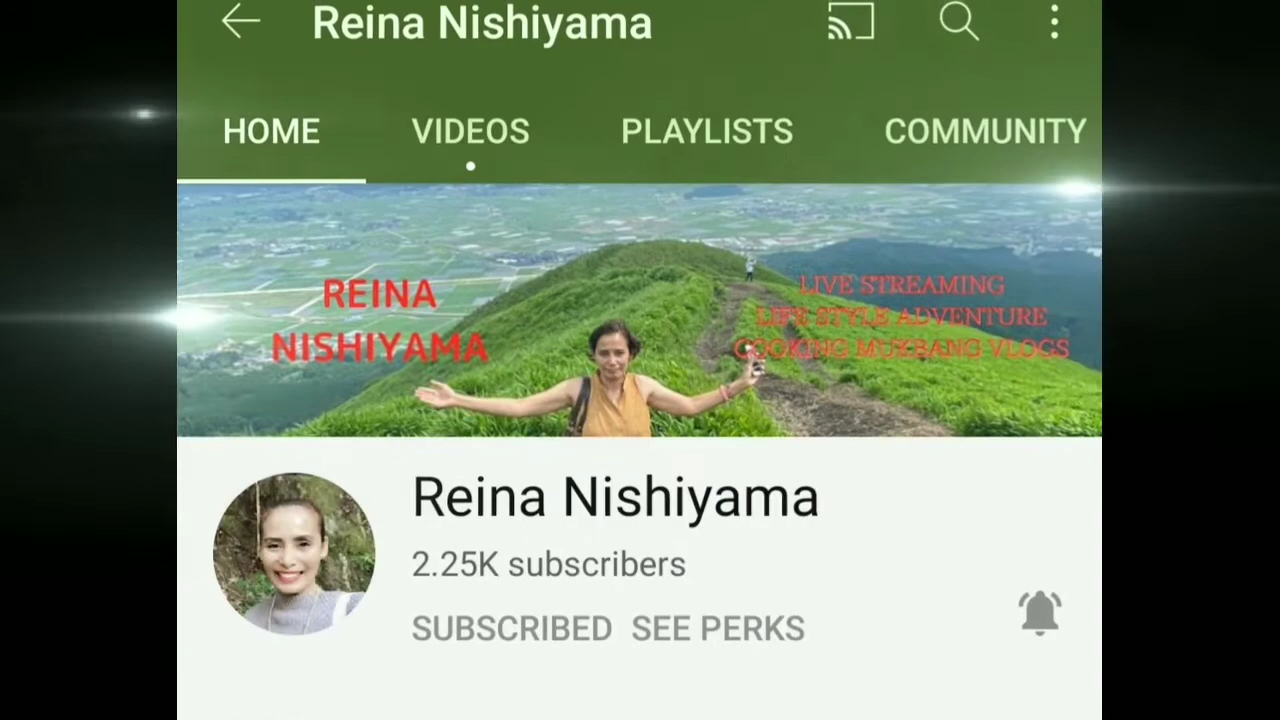 Reina Nishiyama
HOME VIDEOS PLAYLISTS COMMUNITY
REINA
NISHIYAMA
LIVE STREAMING
LIFE STYLE ADVENTURE
COOKING MUKBANG VLOGS
Reina Nishiyama
2.25K subscribers
SUBSCRIBED SEE PERKS